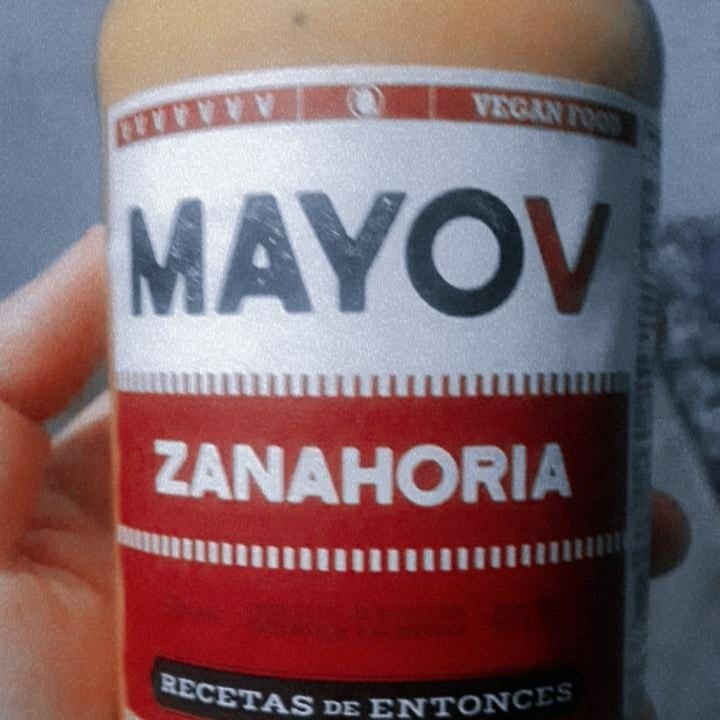 VEGAN FOOD
MAYOV
ZANAHORIA
RECETAS DE ENTONCES